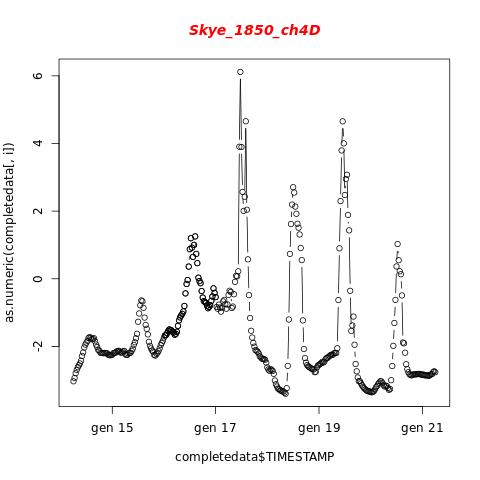 Skye_1850_ch4D
as.numeric(completedata[, i])
6
4
2
0
-2
gen 15
gen 17
gen 19
gen 21
completedata$TIMESTAMP